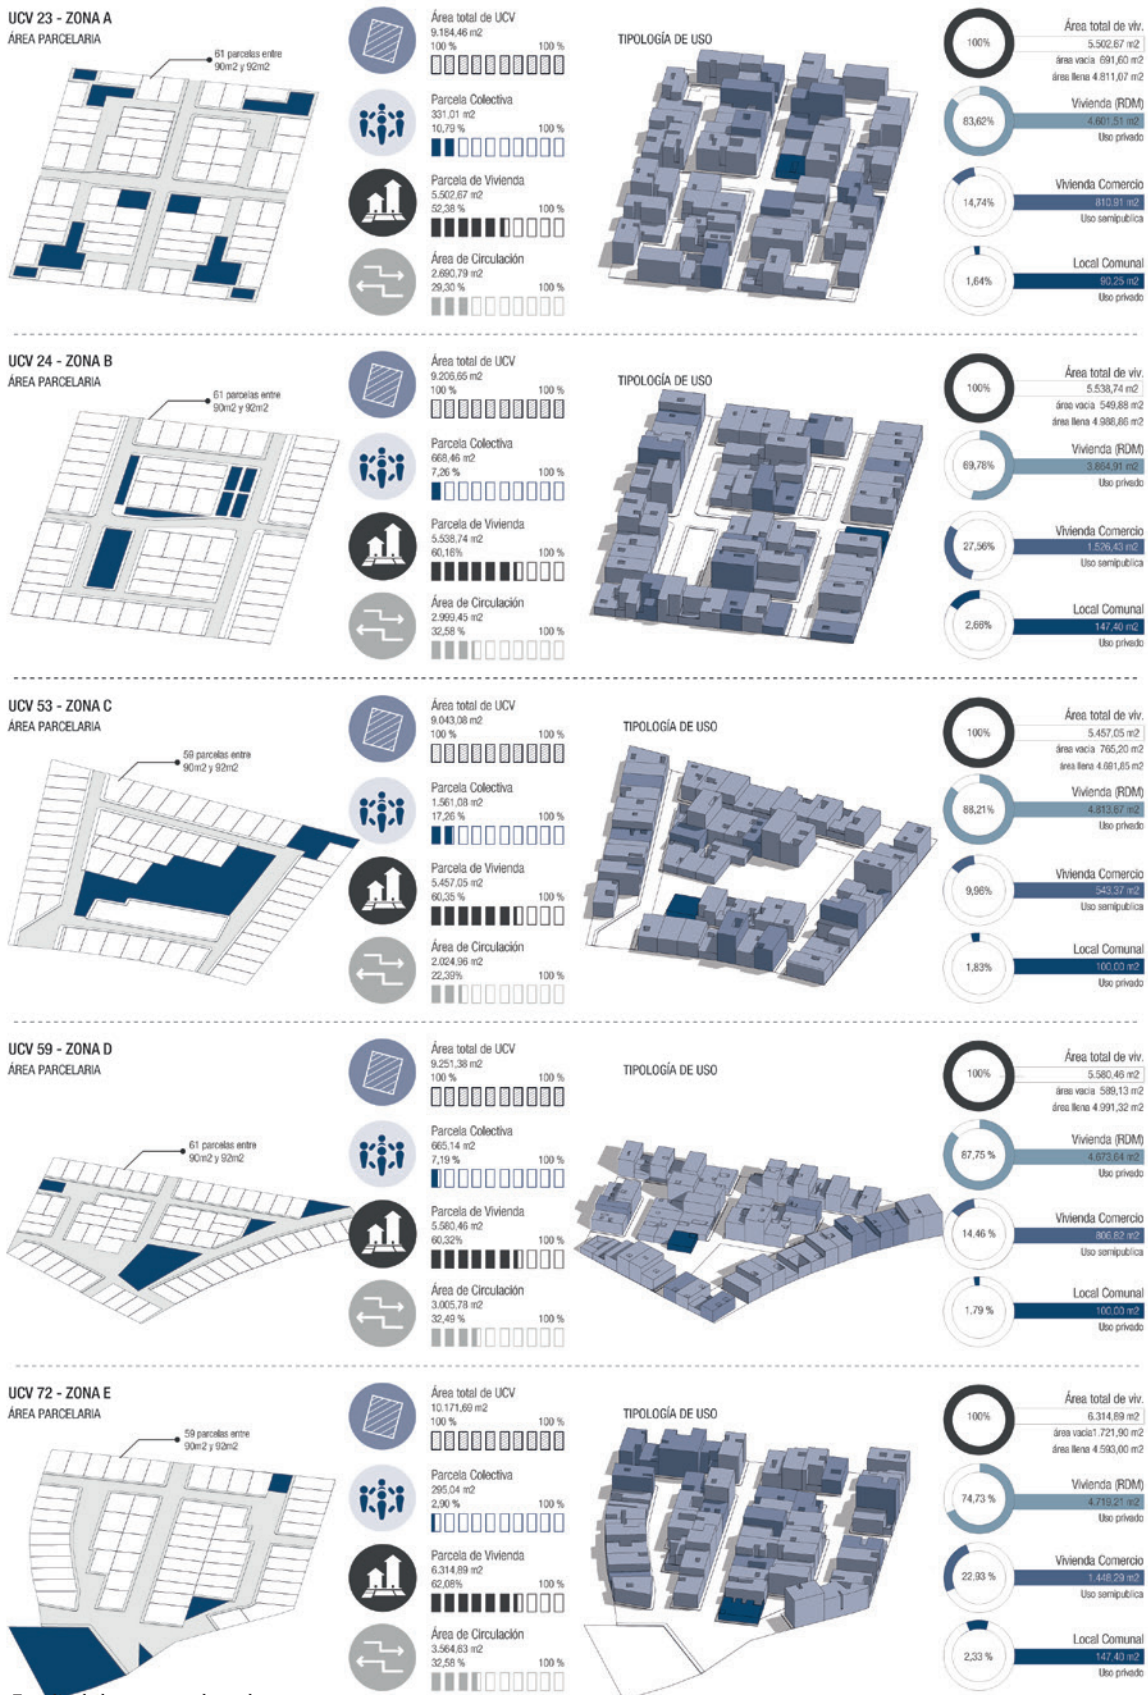 UCV 23 - ZONA A
ÁREA PARCELARIA
61 parcelas entre
90m2 y 92m2
Área total de UCV
9.184,46 m2
100 % 100 %
Parcela Colectiva
331,01 m2
10,79 % 100 %
Parcela de Vivienda
5.502,67 m2
52,38 % 100 %
Área de Circulación
2.690,79 m2
29,30 % 100 %
TIPOLOGÍA DE USO
100%
Área total de viv.
5.502,67 m2
área vacia 691,60 m2
área llena 4.811,07 m2
83,62%
Vivienda (RDM)
4.601,51 m2
Uso privado
14,74%
Vivienda Comercio
810,91 m2
Uso semipublica
1,64%
Local Comunal
90,25 m2
Uso privado
UCV 24 - ZONA B
ÁREA PARCELARIA
61 parcelas entre
90m2 y 92m2
Área total de UCV
9.206,65 m2
100 % 100 %
Parcela Colectiva
668,46 m2
7,26 % 100 %
Parcela de Vivienda
5.538,74 m2
60,16% 100 %
Área de Circulación
2.999,45 m2
32,58 % 100 %
TIPOLOGÍA DE USO
100%
Área total de viv.
5.538,74 m2
área vacia 549,88 m2
área llena 4.988,86 m2
69,78%
Vivienda (RDM)
3.864,91 m2
Uso privado
27,56%
Vivienda Comercio
1.526,43 m2
Uso semipublica
2,66%
Local Comunal
147,40 m2
Uso privado
UCV 53 - ZONA C
ÁREA PARCELARIA
59 parcelas entre
90m2 y 92m2
Área total de UCV
9.043,08 m2
100 % 100 %
Parcela Colectiva
1.561,08 m2
17,26 % 100 %
Parcela de Vivienda
5.457,05 m2
60,35 % 100 %
Área de Circulación
2.024,96 m2
22,39% 100 %
TIPOLOGÍA DE USO
100%
Área total de viv.
5.457,05 m2
área vacia 765,20 m2
área llena 4.691,85 m2
88,21%
Vivienda (RDM)
4.813,67 m2
Uso privado
9,96%
Vivienda Comercio
543,37 m2
Uso semipublica
1,83%
Local Comunal
100,00 m2
Uso privado
UCV 59 - ZONA D
ÁREA PARCELARIA
61 parcelas entre
90m2 y 92m2
Área total de UCV
9.251,38 m2
100 % 100 %
Parcela Colectiva
665,14 m2
7,19 % 100 %
Parcela de Vivienda
5.580,46 m2
60,32% 100 %
Área de Circulación
3.005,78 m2
32,49 % 100 %
TIPOLOGÍA DE USO
100%
Área total de viv.
5.580,46 m2
área vacia 589,13 m2
área llena 4.991,32 m2
87,75 %
Vivienda (RDM)
4.673,64 m2
Uso privado
14,46 %
Vivienda Comercio
806,82 m2
Uso semipublica
1,79 %
Local Comunal
100,00 m2
Uso privado
UCV 72 - ZONA E
ÁREA PARCELARIA
59 parcelas entre
90m2 y 92m2
Área total de UCV
10.171,69 m2
100 % 100 %
Parcela Colectiva
295,04 m2
2,90 % 100 %
Parcela de Vivienda
6.314,89 m2
62,08% 100 %
Área de Circulación
3.564,63 m2
32,58 % 100 %
TIPOLOGÍA DE USO
100%
Área total de viv.
6.314,89 m2
área vacia1.721,90 m2
área llena 4.593,00 m2
74,73 %
Vivienda (RDM)
4.719,21 m2
Uso privado
22,93 %
Vivienda Comercio
1.448,29 m2
Uso semipublica
2,33 %
Local Comunal
147,40 m2
Uso privado